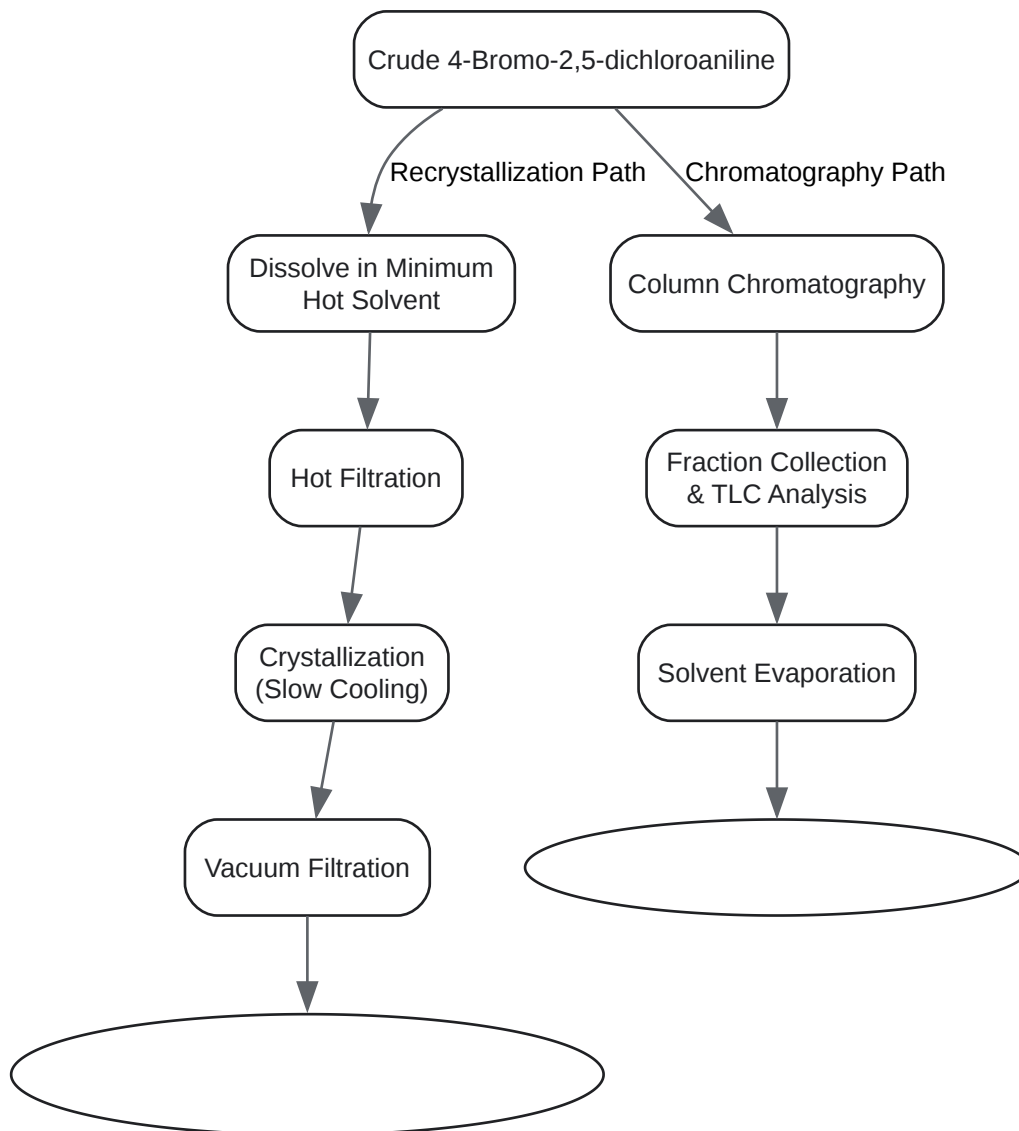 Crude 4-Bromo-2,5-dichloroaniline
Recrystallization Path
Chromatography Path
Dissolve in Minimum
Hot Solvent
Column Chromatography
Hot Filtration
Fraction Collection
& TLC Analysis
Crystallization
(Slow Cooling)
Solvent Evaporation
Vacuum Filtration